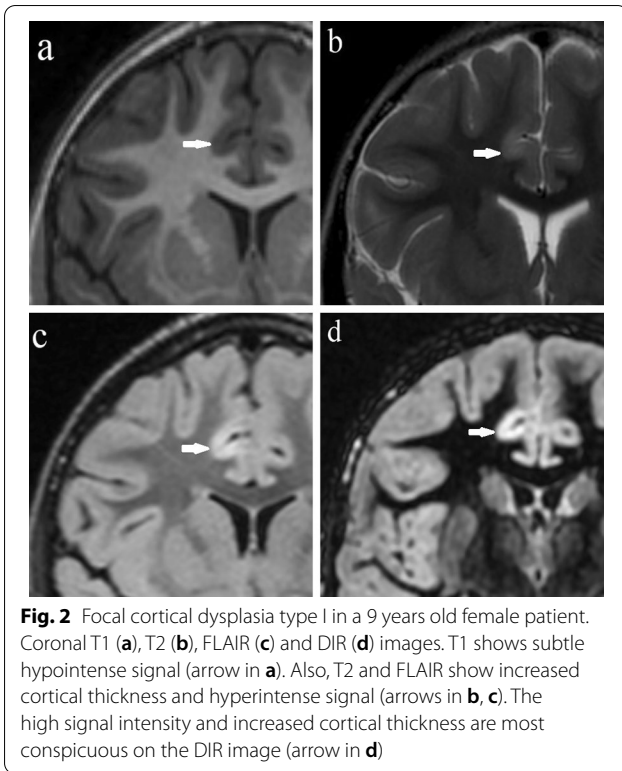 a
b
c
d
Fig. 2 Focal cortical dysplasia type I in a 9 years old female patient.
Coronal T1 (a), T2 (b), FLAIR (c) and DIR (d) images. T1 shows subtle
hypointense signal (arrow in a). Also, T2 and FLAIR show increased
cortical thickness and hyperintense signal (arrows in b, c). The
high signal intensity and increased cortical thickness are most
conspicuous on the DIR image (arrow in d)